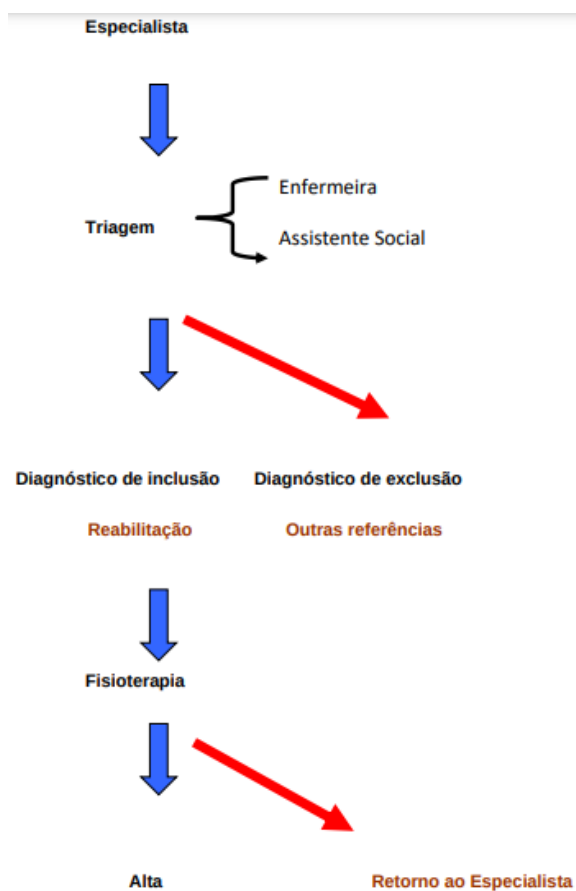 Especialista
Enfermeira
Triagem
Assistente Social
Diagnóstico de inclusão Diagnóstico de exclusão
Reabilitação Outras referências
Fisioterapia
Alta Retorno ao Especialista